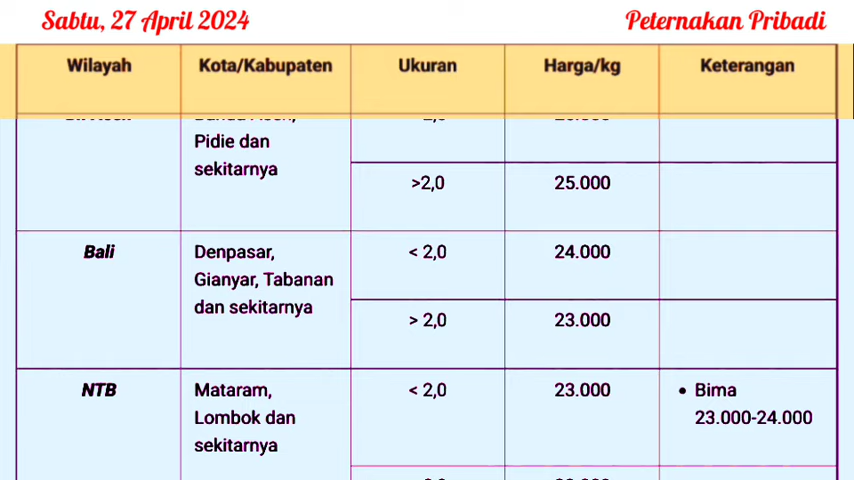 Sabtu, 27 April 2024
Peternakan Pribadi
Wilayah Kota/Kabupaten Ukuran Harga/kg Keterangan
Pidie dan
sekitarnya
>2,0 25.000
Bali Denpasar, < 2,0 24.000
Gianyar, Tabanan
dan sekitarnya
> 2,0 23.000
NTB Mataram, < 2,0 23.000 • Bima
Lombok dan 23.000-24.000
sekitarnya